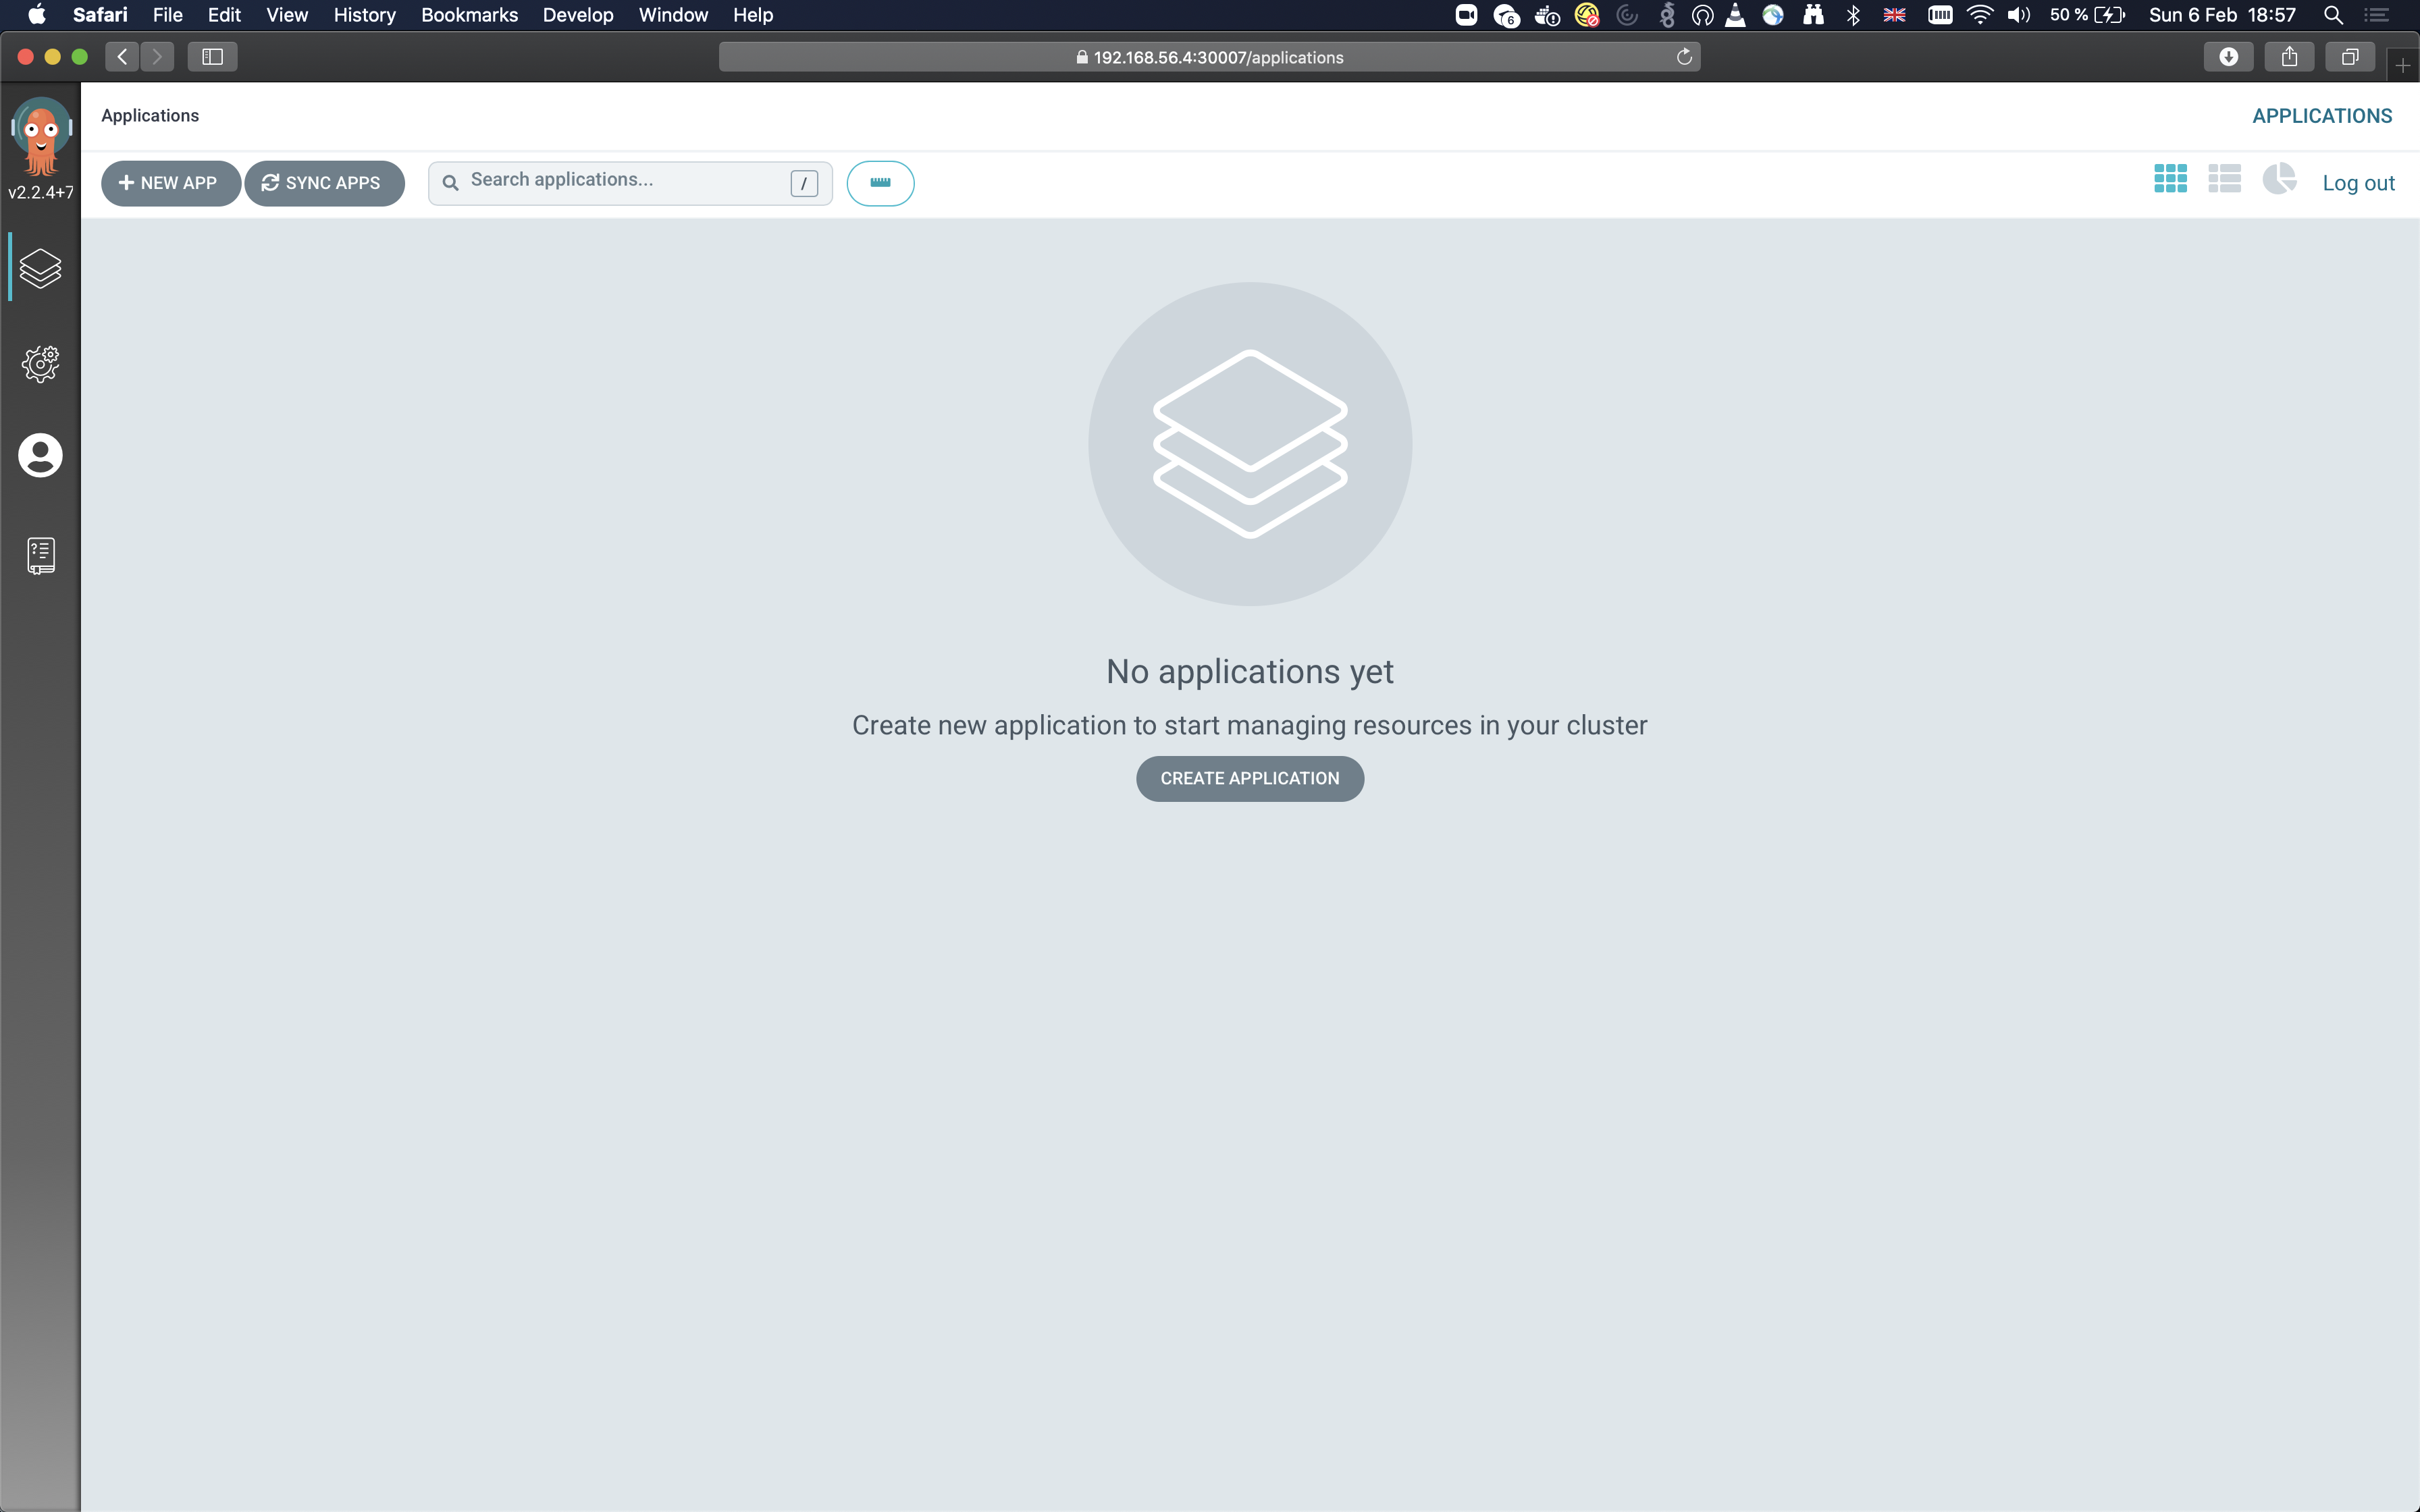 Safari File Edit View History Bookmarks Develop Window Help 6 50 % Sun 6 Feb 18:57
192.168.56.4:30007/applications
Applications APPLICATIONS
v2.2.4+7
NEW APP SYNC APPS Search applications... / Log out
No applications yet
Create new application to start managing resources in your cluster
CREATE APPLICATION